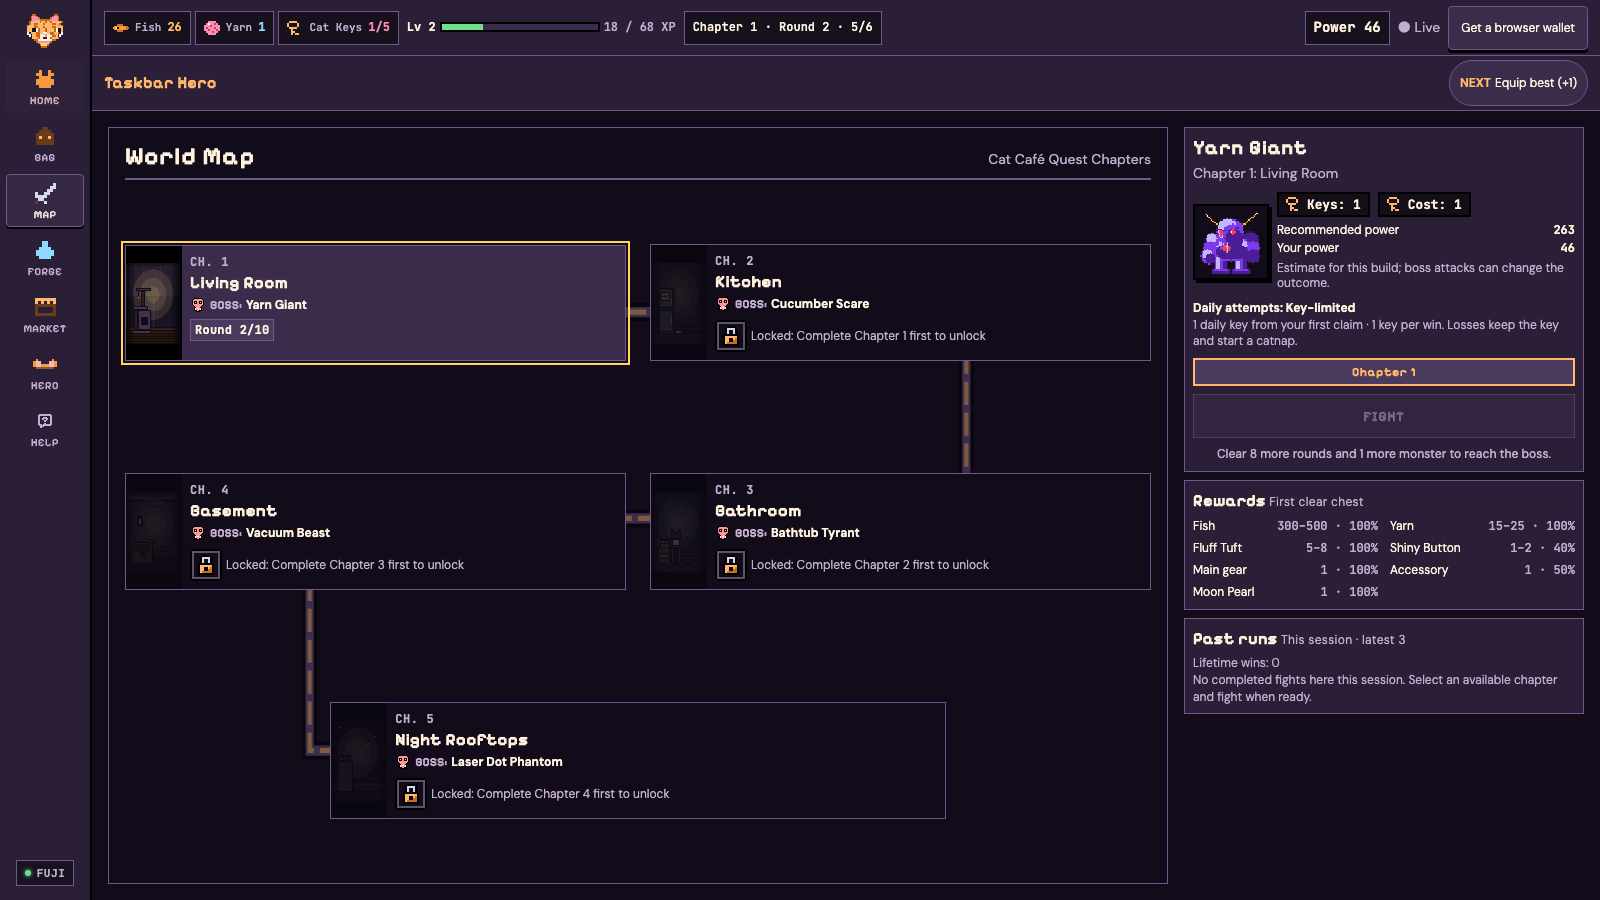 Fish 26
Yarn 1
Cat Keys 1/5
Lv 2
18 / 68 XP
Chapter 1 · Round 2 · 5/6
Power 46
Live
Get a browser wallet
HOME
BAG
MAP
FORGE
MARKET
HERO
HELP
FUJI
Taskbar Hero
NEXT Equip best (+1)
World Map
Cat Café Quest Chapters
CH. 1
Living Room
BOSS: Yarn Giant
Round 2/10
CH. 2
Kitchen
BOSS: Cucumber Scare
Locked: Complete Chapter 1 first to unlock
CH. 4
Basement
BOSS: Vacuum Beast
Locked: Complete Chapter 3 first to unlock
CH. 3
Bathroom
BOSS: Bathtub Tyrant
Locked: Complete Chapter 2 first to unlock
CH. 5
Night Rooftops
BOSS: Laser Dot Phantom
Locked: Complete Chapter 4 first to unlock
Yarn Giant
Chapter 1: Living Room
Keys: 1
Cost: 1
Recommended power 263
Your power 46
Estimate for this build; boss attacks can change the
outcome.
Daily attempts: Key-limited
1 daily key from your first claim · 1 key per win. Losses keep the key
and start a catnap.
Chapter 1
FIGHT
Clear 8 more rounds and 1 more monster to reach the boss.
Rewards First clear chest
Fish 300–500 · 100% Yarn 15–25 · 100%
Fluff Tuft 5–8 · 100% Shiny Button 1–2 · 40%
Main gear 1 · 100% Accessory 1 · 50%
Moon Pearl 1 · 100%
Past runs This session · latest 3
Lifetime wins: 0
No completed fights here this session. Select an available chapter
and fight when ready.